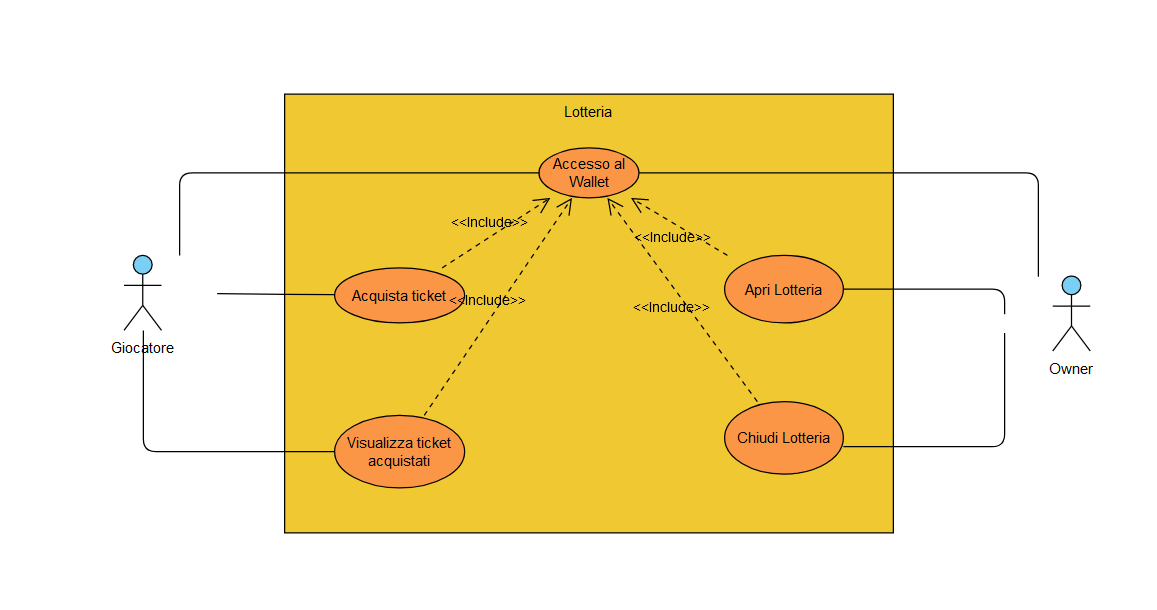 Lotteria
Accesso al
Wallet
<<Include>>
<<Include>>
Acquista ticket
<<Include>>
Apri Lotteria
<<Include>>
Giocatore
Owner
Visualizza ticket
acquistati
Chiudi Lotteria